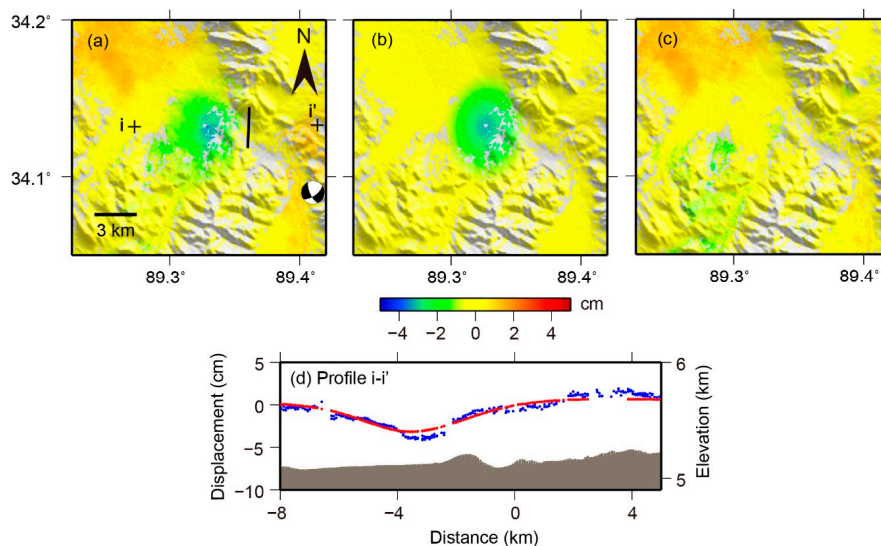 34.2°
34.1°
(a)
N
i
i'
3 km
89.3°
89.4°
(b)
89.3°
89.4°
(c)
89.3°
89.4°
−4
−2
0
2
4
cm
(d) Profile i-i'
Displacement (cm)
5
0
−5
−10
6
5
Elevation (km)
−8
−4
0
4
Distance (km)